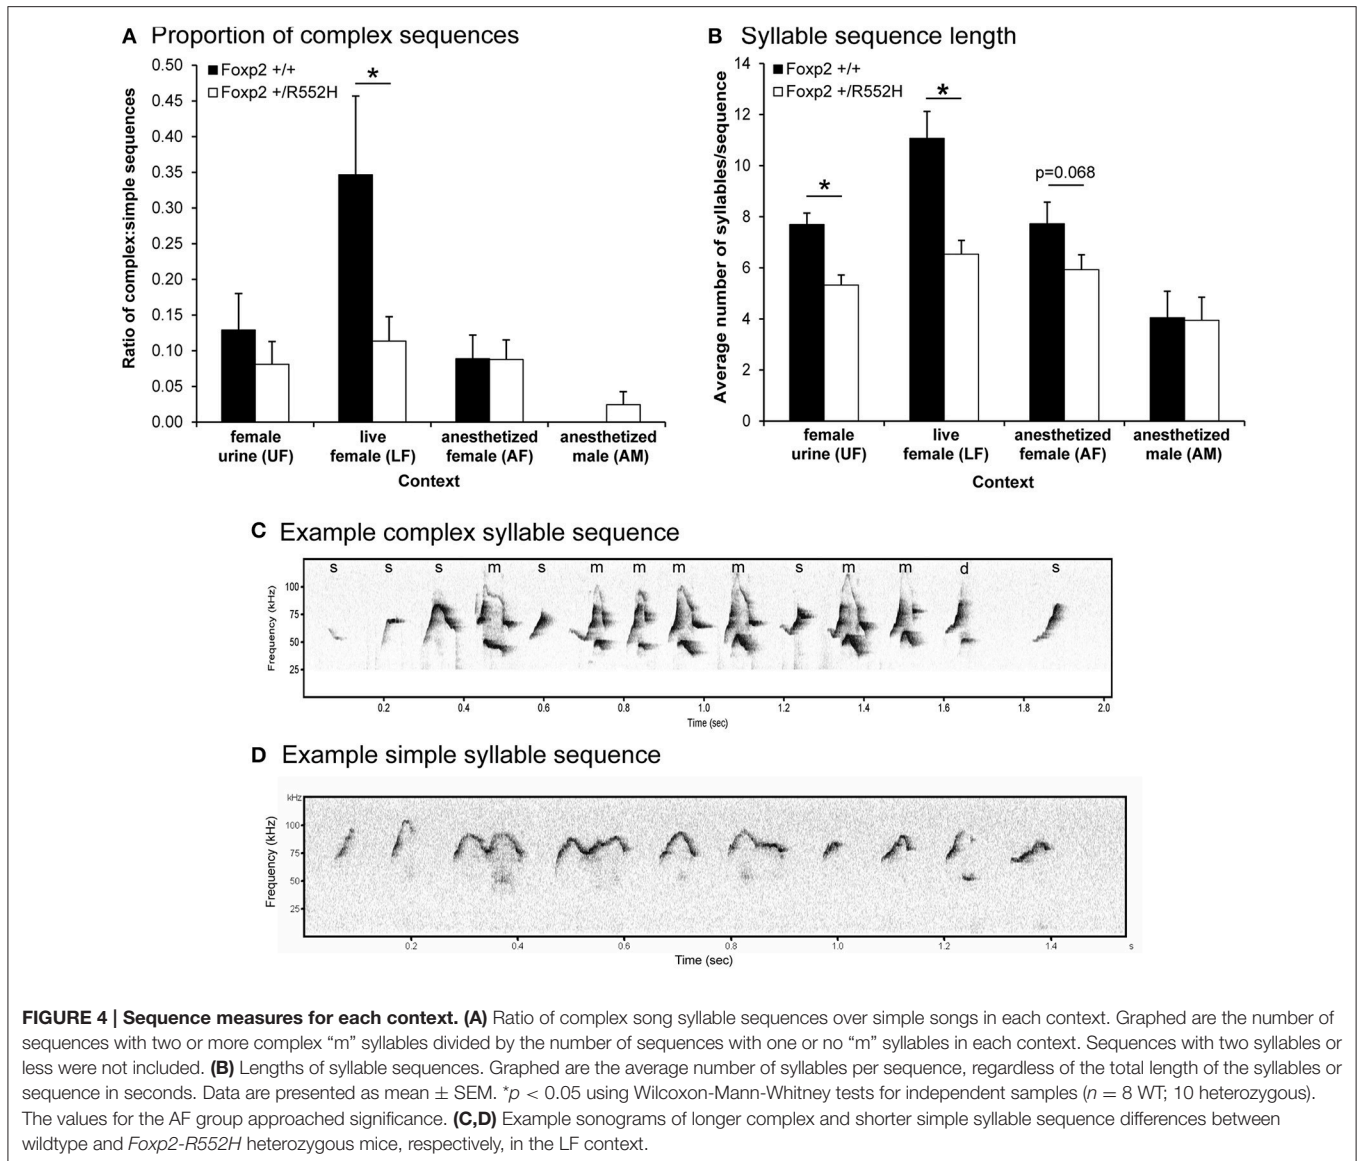 A Proportion of complex sequences
Foxp2 +/+
Foxp2 +/R552H
*
Ratio of complex:simple sequences
0.50
0.45
0.40
0.35
0.30
0.25
0.20
0.15
0.10
0.05
0.00
female urine (UF)
live female (LF)
anesthetized female (AF)
anesthetized male (AM)
Context
B Syllable sequence length
Foxp2 +/+
Foxp2 +/R552H
*
*
p=0.068
Average number of syllables/sequence
14
12
10
8
6
4
2
0
female urine (UF)
live female (LF)
anesthetized female (AF)
anesthetized male (AM)
Context
C Example complex syllable sequence
s s s m s m m m m s m m d s
Frequency (kHz)
100
75
50
25
0.2 0.4 0.6 0.8 1.0 1.2 1.4 1.6 1.8 2.0
Time (sec)
D Example simple syllable sequence
kHz
Frequency (kHz)
100
75
50
25
0.2 0.4 0.6 0.8 1.0 1.2 1.4 s
Time (sec)
FIGURE 4 | Sequence measures for each context. (A) Ratio of complex song syllable sequences over simple songs in each context. Graphed are the number of
sequences with two or more complex “m” syllables divided by the number of sequences with one or no “m” syllables in each context. Sequences with two syllables or
less were not included. (B) Lengths of syllable sequences. Graphed are the average number of syllables per sequence, regardless of the total length of the syllables or
sequence in seconds. Data are presented as mean ± SEM. *p < 0.05 using Wilcoxon-Mann-Whitney tests for independent samples (n = 8 WT; 10 heterozygous).
The values for the AF group approached significance. (C,D) Example sonograms of longer complex and shorter simple syllable sequence differences between
wildtype and Foxp2-R552H heterozygous mice, respectively, in the LF context.